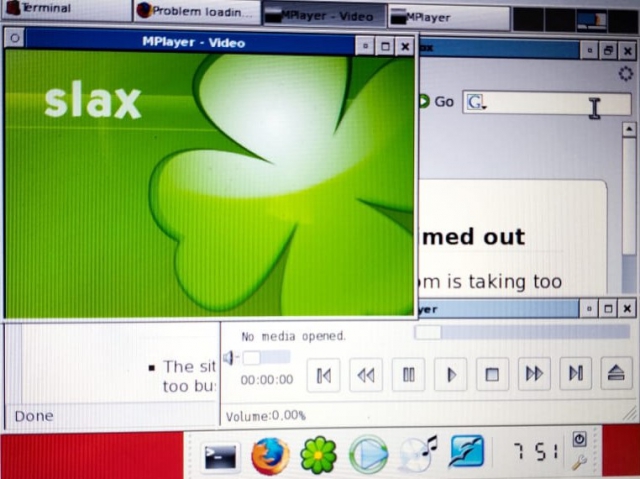 Terminal
Problem loadin...
MPlayer - Video
MPlayer
MPlayer - Video
ox
slax
Go
G
med out
om is taking too
yer
No media opened.
The sit
too bu
00:00:00
Done
Volume:0,00%
7 51